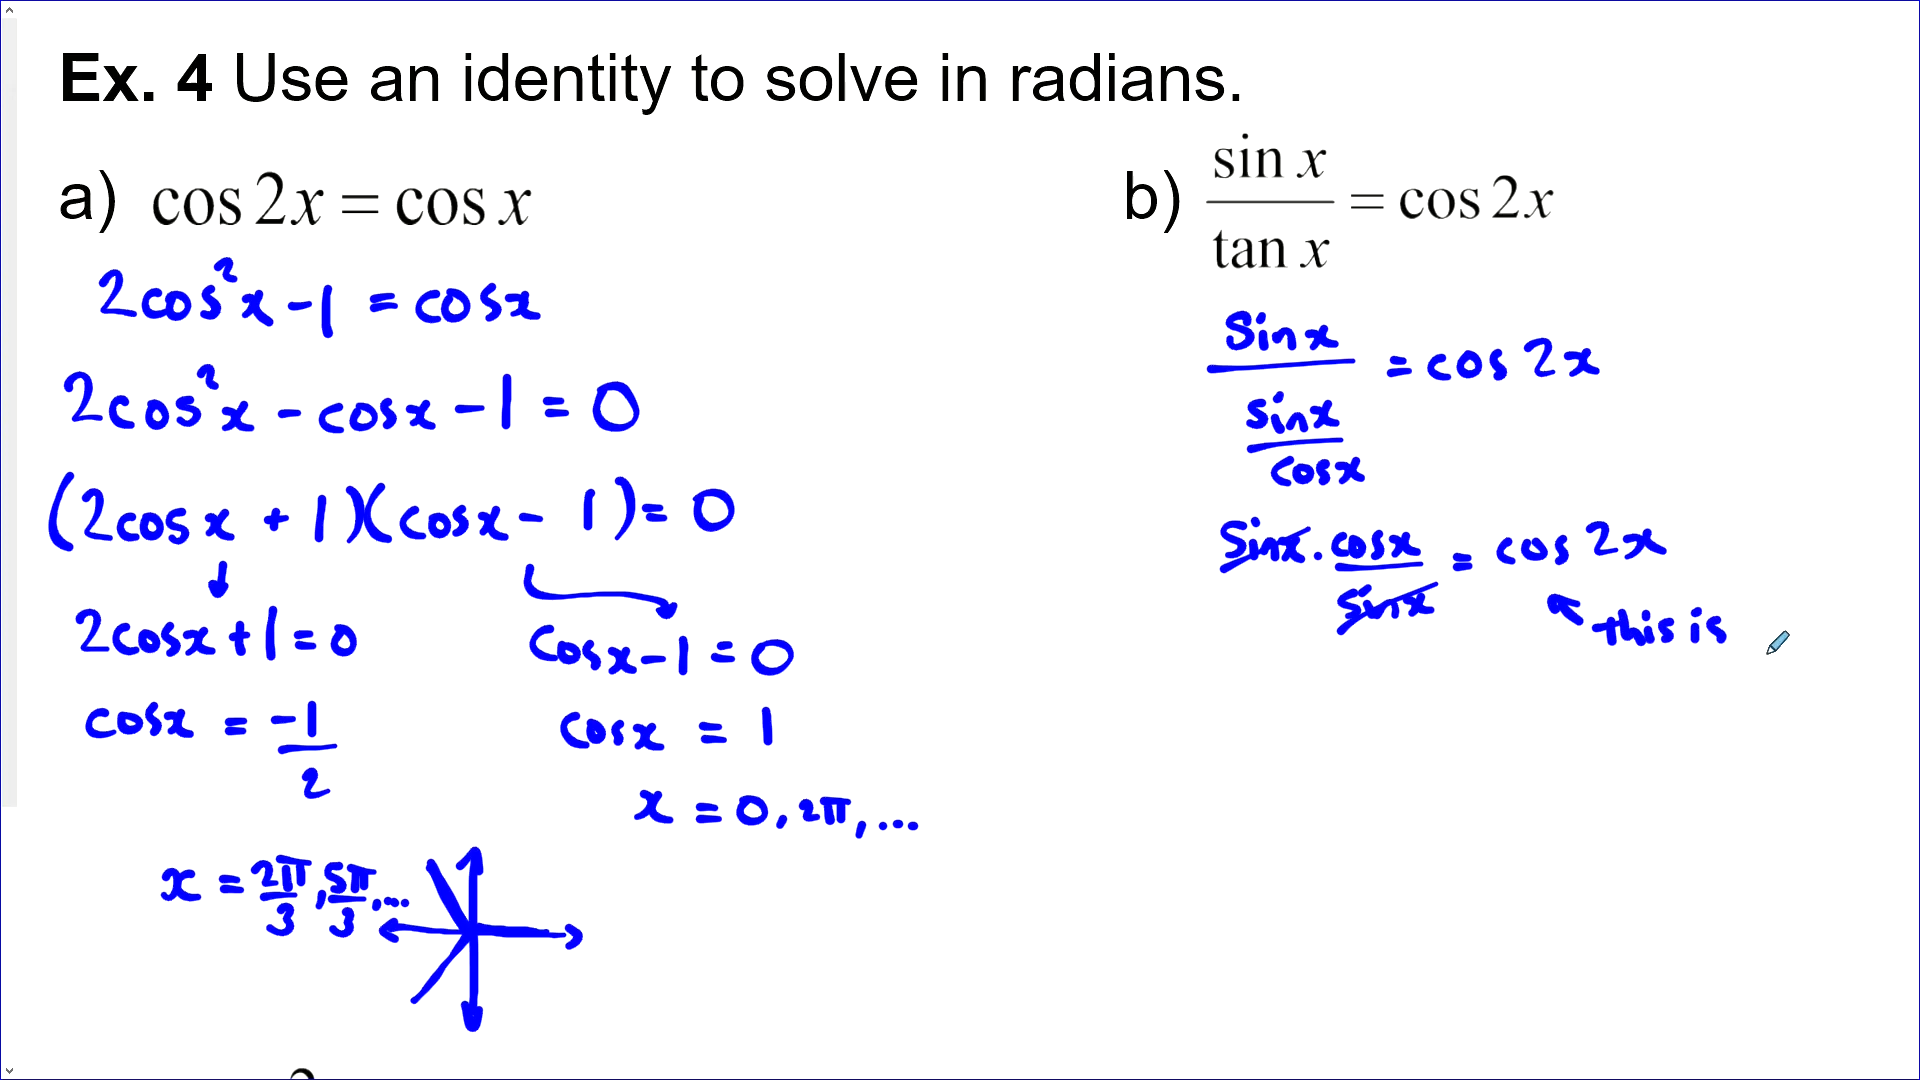 Ex. 4 Use an identity to solve in radians.
a) cos 2x = cos x
2cos²x - 1 = cosx
2cos²x - cosx - 1 = 0
(2cosx + 1)(cosx - 1) = 0
2cosx + 1 = 0
cosx - 1 = 0
cosx = -1/2
cosx = 1
x = 0, 2π, ...
x = 2π/3, 5π/3, ...
b) sin x / tan x = cos 2x
sinx / (sinx / cosx) = cos 2x
sinx · cosx / sinx = cos 2x
this is